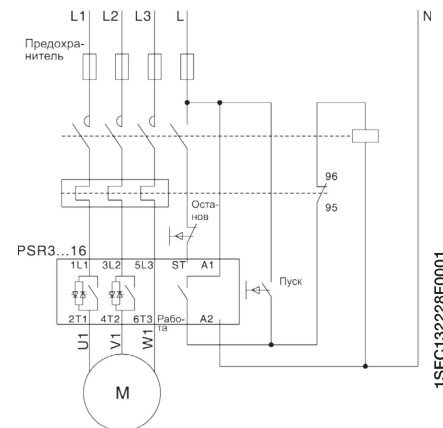 L1 L2 L3 L N
Предохра-
нитель
96
95
Оста-
нов
PSR3...16
1L1 3L2 5L3 ST A1
Пуск
2T1 4T2 6T3 Рабо-
та
A2
U1
V1
W1
M
1SFC132228F0001